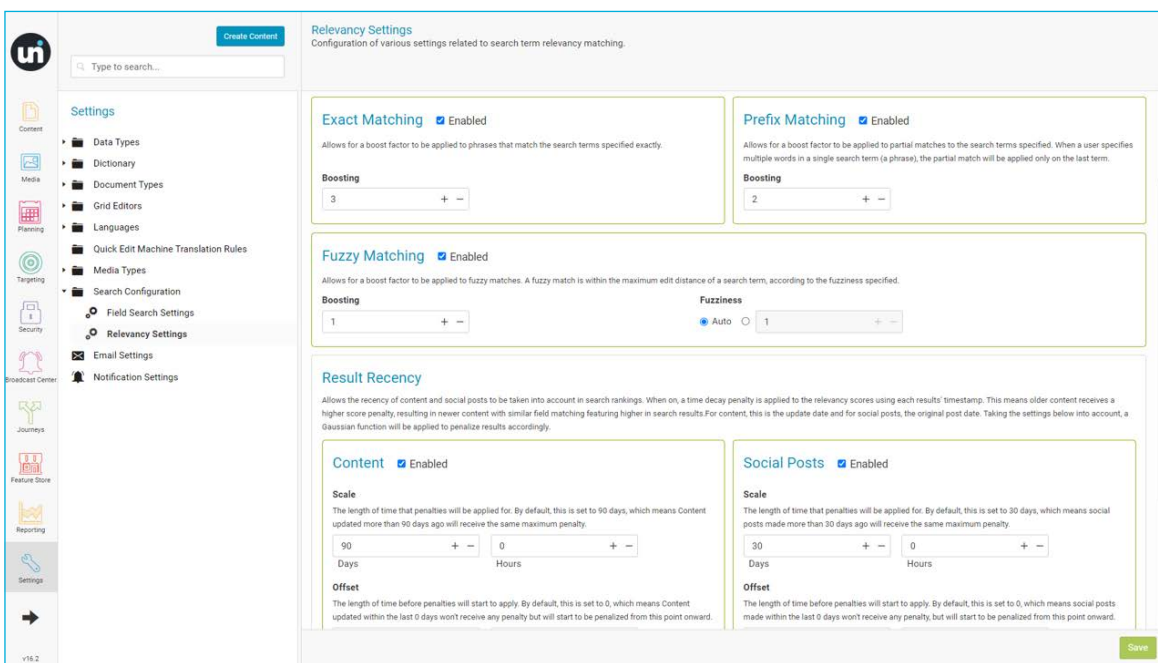 uni
Create Content
Type to search...
Content
Media
Planning
Targeting
Security
Broadcast Center
Journeys
Feature Store
Reporting
Settings
v16.2
Settings
Data Types
Dictionary
Document Types
Grid Editors
Languages
Quick Edit Machine Translation Rules
Media Types
Search Configuration
Field Search Settings
Relevancy Settings
Email Settings
Notification Settings
Relevancy Settings
Configuration of various settings related to search term relevancy matching.
Exact Matching Enabled
Allows for a boost factor to be applied to phrases that match the search terms specified exactly.
Boosting
3 + −
Prefix Matching Enabled
Allows for a boost factor to be applied to partial matches to the search terms specified. When a user specifies
multiple words in a single search term (a phrase), the partial match will be applied only on the last term.
Boosting
2 + −
Fuzzy Matching Enabled
Allows for a boost factor to be applied to fuzzy matches. A fuzzy match is within the maximum edit distance of a search term, according to the fuzziness specified.
Boosting
1 + −
Fuzziness
Auto 1 + −
Result Recency
Allows the recency of content and social posts to be taken into account in search rankings. When on, a time decay penalty is applied to the relevancy scores using each results' timestamp. This means older content receives a
higher score penalty, resulting in newer content with similar field matching featuring higher in search results.For content, this is the update date and for social posts, the original post date. Taking the settings below into account, a
Gaussian function will be applied to penalize results accordingly.
Content Enabled
Scale
The length of time that penalties will be applied for. By default, this is set to 90 days, which means Content
updated more than 90 days ago will receive the same maximum penalty.
90 + − 0 + −
Days Hours
Offset
The length of time before penalties will start to apply. By default, this is set to 0, which means Content
updated within the last 0 days won't receive any penalty but will start to be penalized from this point onward.
Social Posts Enabled
Scale
The length of time that penalties will be applied for. By default, this is set to 30 days, which means social
posts made more than 30 days ago will receive the same maximum penalty.
30 + − 0 + −
Days Hours
Offset
The length of time before penalties will start to apply. By default, this is set to 0, which means social posts
made within the last 0 days won't receive any penalty, but will start to be penalized from this point onward.
Save